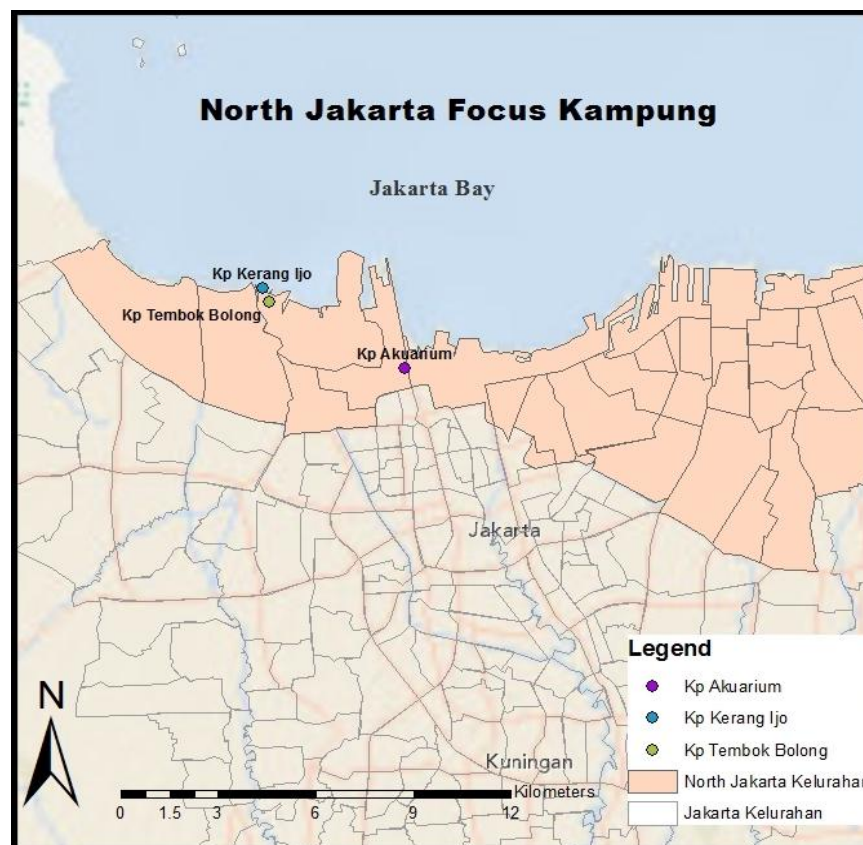 North Jakarta Focus Kampung
Jakarta Bay
Kp Kerang Ijo
Kp Tembok Bolong
Kp Akuarium
Jakarta
Kuningan
N
Kilometers
0 1.5 3 6 9 12
Legend
Kp Akuarium
Kp Kerang Ijo
Kp Tembok Bolong
North Jakarta Kelurahan
Jakarta Kelurahan